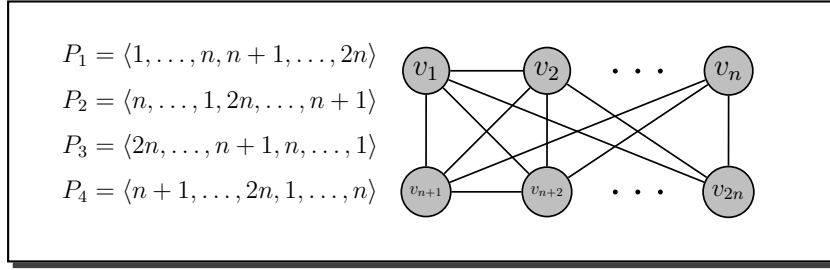 P₁ = ⟨1, . . . , n, n + 1, . . . , 2n⟩
P₂ = ⟨n, . . . , 1, 2n, . . . , n + 1⟩
P₃ = ⟨2n, . . . , n + 1, n, . . . , 1⟩
P₄ = ⟨n + 1, . . . , 2n, 1, . . . , n⟩
v₁ v₂ · · · vₙ
vₙ₊₁ vₙ₊₂ · · · v₂ₙ